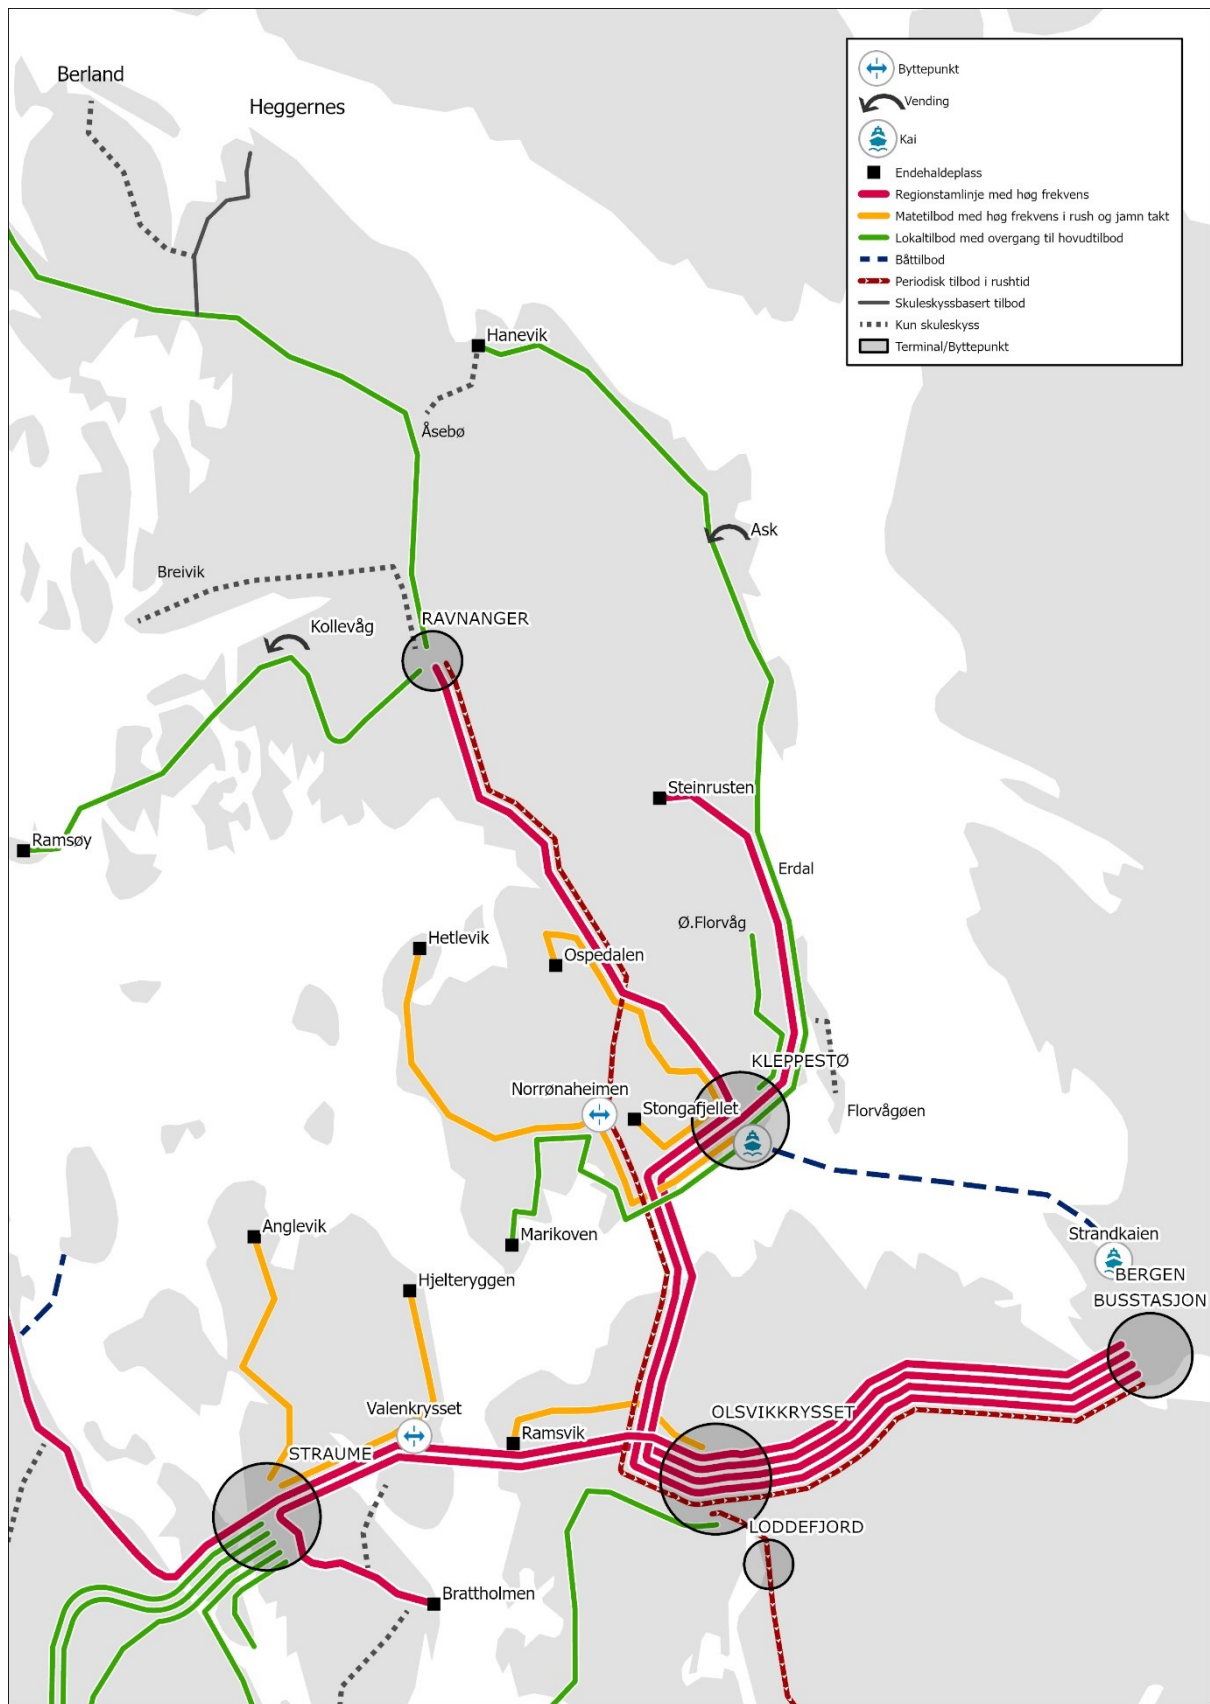 Berland
Heggernes
Byttepunkt
Vending
Kai
Endehaldeplass
Regionstamlinje med høg frekvens
Matetilbod med høg frekvens i rush og jamn takt
Lokaltilbod med overgang til hovudtilbod
Båttilbod
Periodisk tilbod i rushtid
Skuleskyssbasert tilbod
Kun skuleskyss
Terminal/Byttepunkt
Hanevik
Åsebø
Ask
Breivik
Kollevåg
RAVNANGER
Steinrusten
Ramsøy
Erdal
Ø.Florvåg
Hetlevik
Ospedalen
KLEPPESTØ
Norrønaheimen
Stongafjellet
Florvågøen
Anglevik
Marikoven
Strandkaien
Hjelteryggen
BERGEN
BUSSTASJON
Valenkrysset
OLSVIKKRYSSET
Ramsvik
STRAUME
LODDEFJORD
Brattholmen